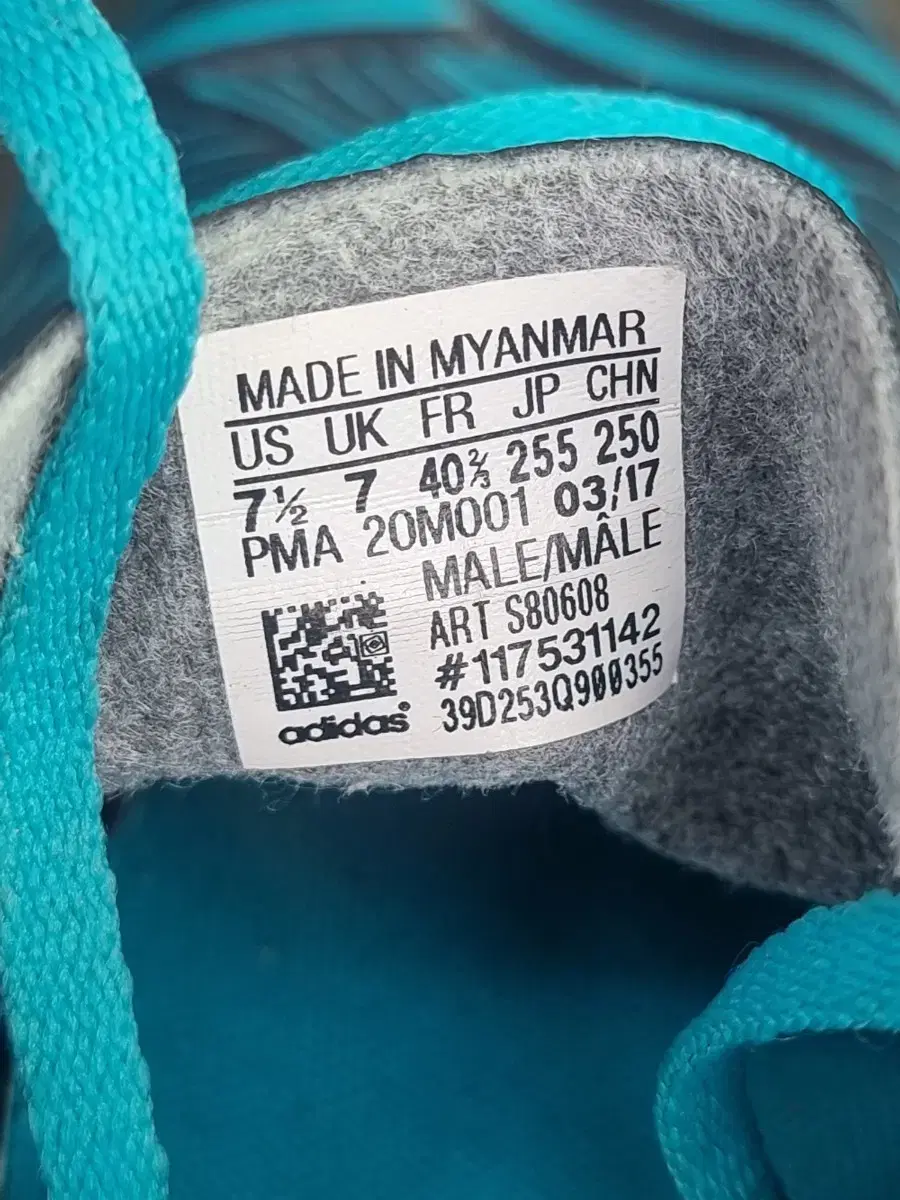 MADE IN MYANMAR
US UK FR JP CHN
7½ 7 40⅔ 255 250
PMA 20M001 03/17
MALE/MÂLE
ART S80608
#117531142
39D253Q900355
adidas®